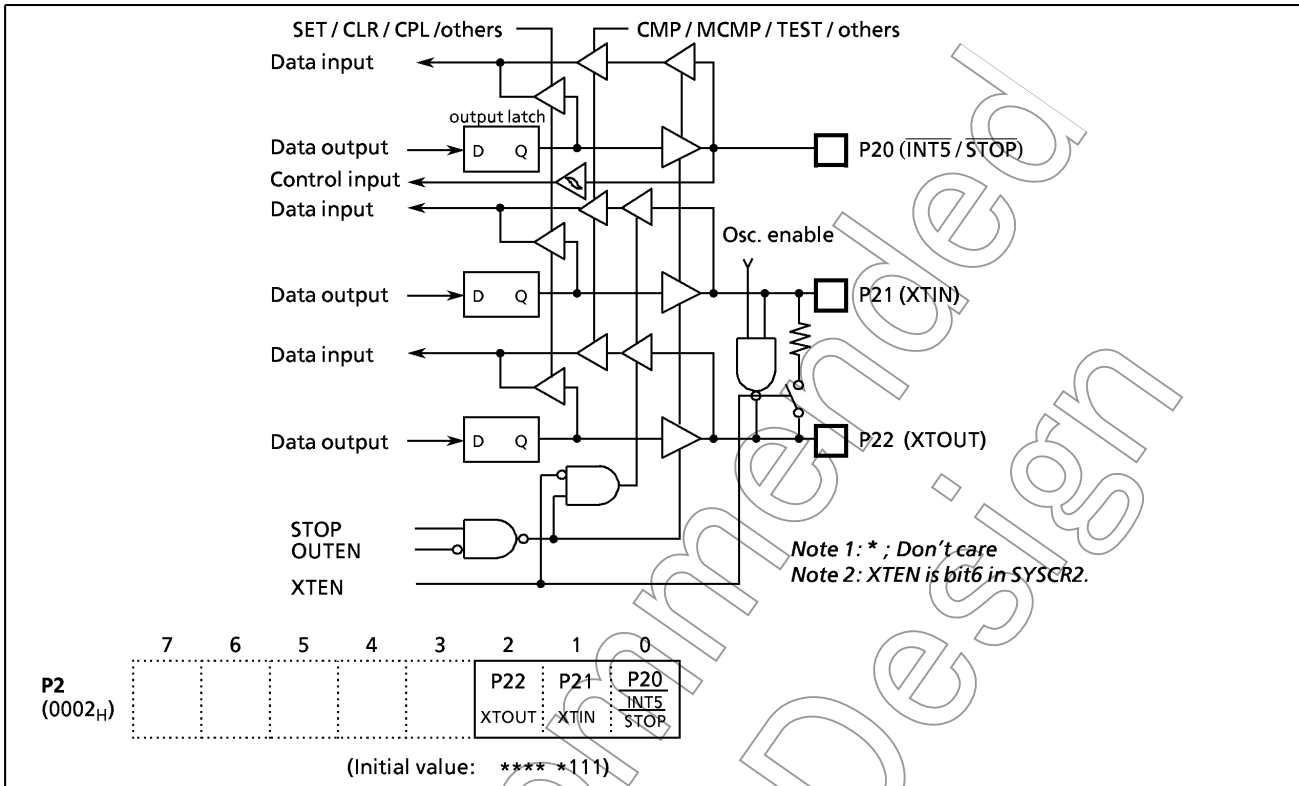 SET / CLR / CPL /others CMP / MCMP / TEST / others
Data input
output latch
Data output D Q P20 (INT5 / STOP)
Control input
Data input
Osc. enable
Data output D Q P21 (XTIN)
Data input
Data output D Q P22 (XTOUT)
STOP
OUTEN
XTEN
Note 1: * ; Don't care
Note 2: XTEN is bit6 in SYSCR2.
7 6 5 4 3 2 1 0
P2 (0002H)
P22 P21 P20
XTOUT XTIN INT5 STOP
(Initial value: **** *111)
ommended
Design